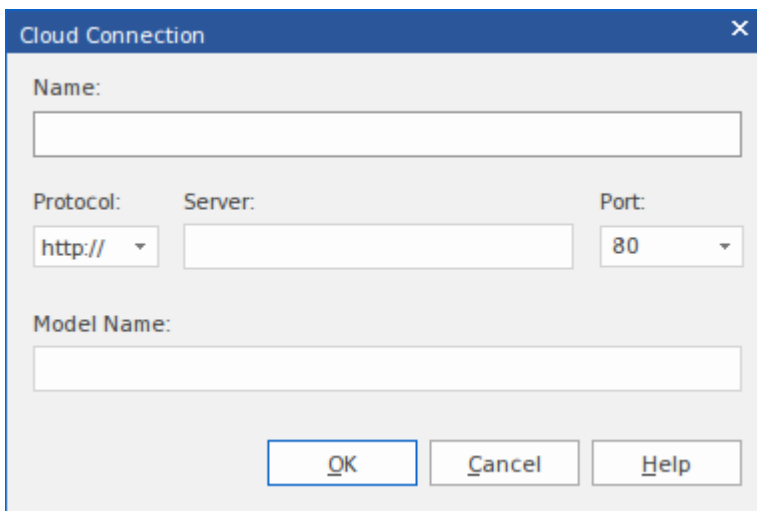 Cloud Connection
Name:
Protocol: Server: Port:
http:// 80
Model Name:
OK Cancel Help